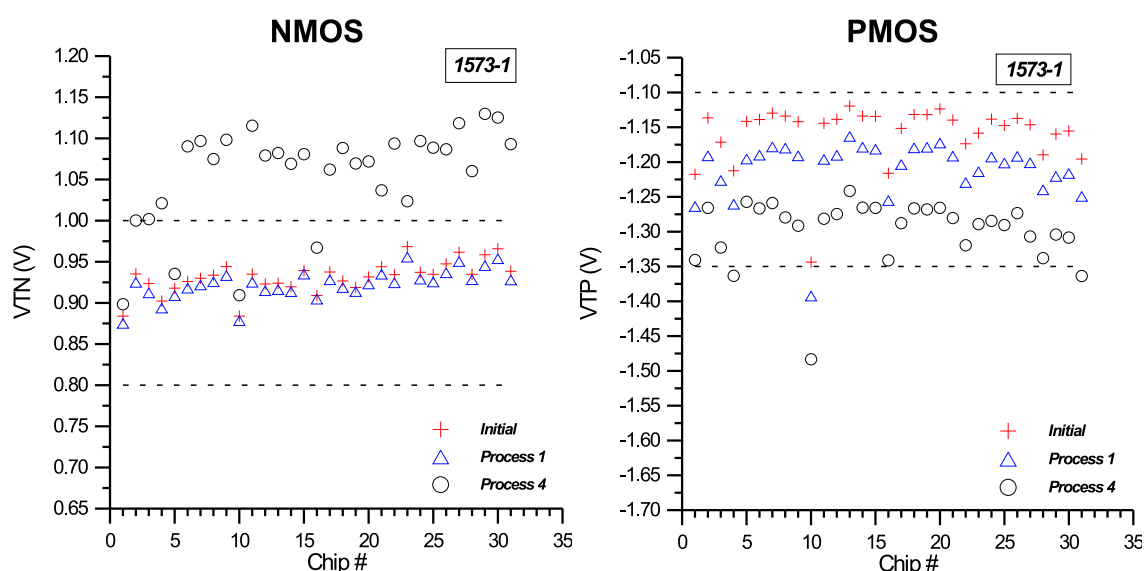 NMOS
1573-1
VTN (V)
1.20
1.15
1.10
1.05
1.00
0.95
0.90
0.85
0.80
0.75
0.70
0.65
0 5 10 15 20 25 30 35
Chip #
Initial
Process 1
Process 4
PMOS
1573-1
VTP (V)
-1.05
-1.10
-1.15
-1.20
-1.25
-1.30
-1.35
-1.40
-1.45
-1.50
-1.55
-1.60
-1.65
-1.70
0 5 10 15 20 25 30 35
Chip #
Initial
Process 1
Process 4